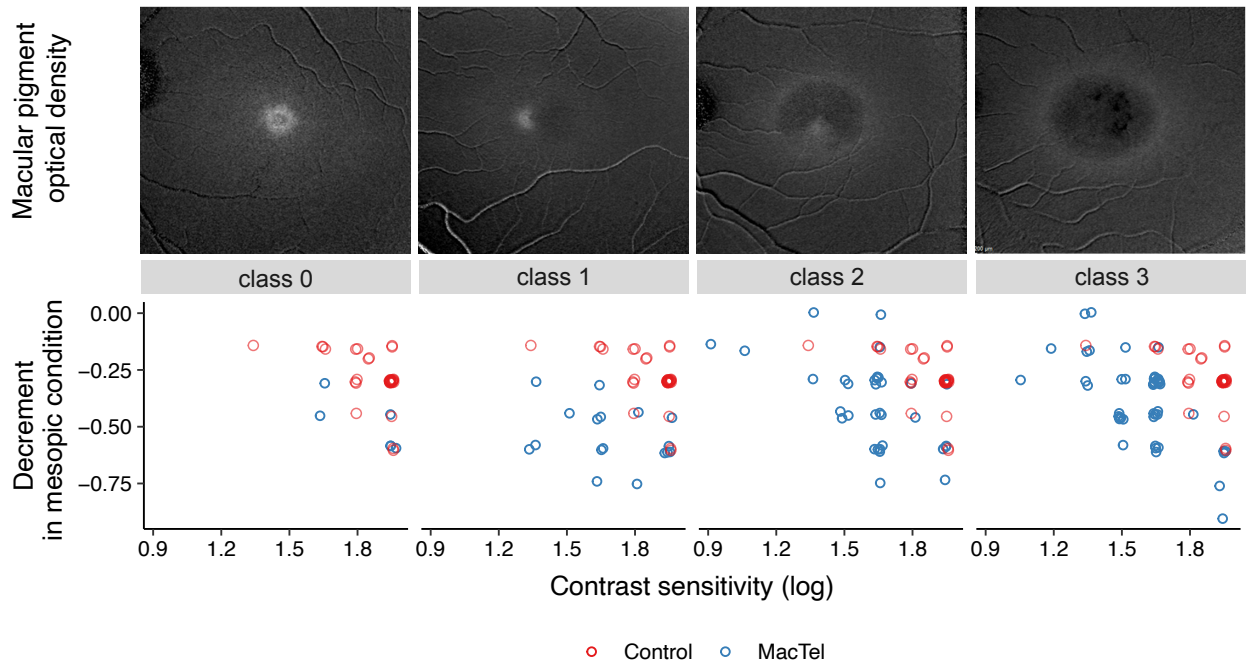 Macular pigment
optical density
200 µm
class 0
class 1
class 2
class 3
Decrement
in mesopic condition
0.00
−0.25
−0.50
−0.75
0.9 1.2 1.5 1.8 0.9 1.2 1.5 1.8 0.9 1.2 1.5 1.8 0.9 1.2 1.5 1.8
Contrast sensitivity (log)
Control MacTel